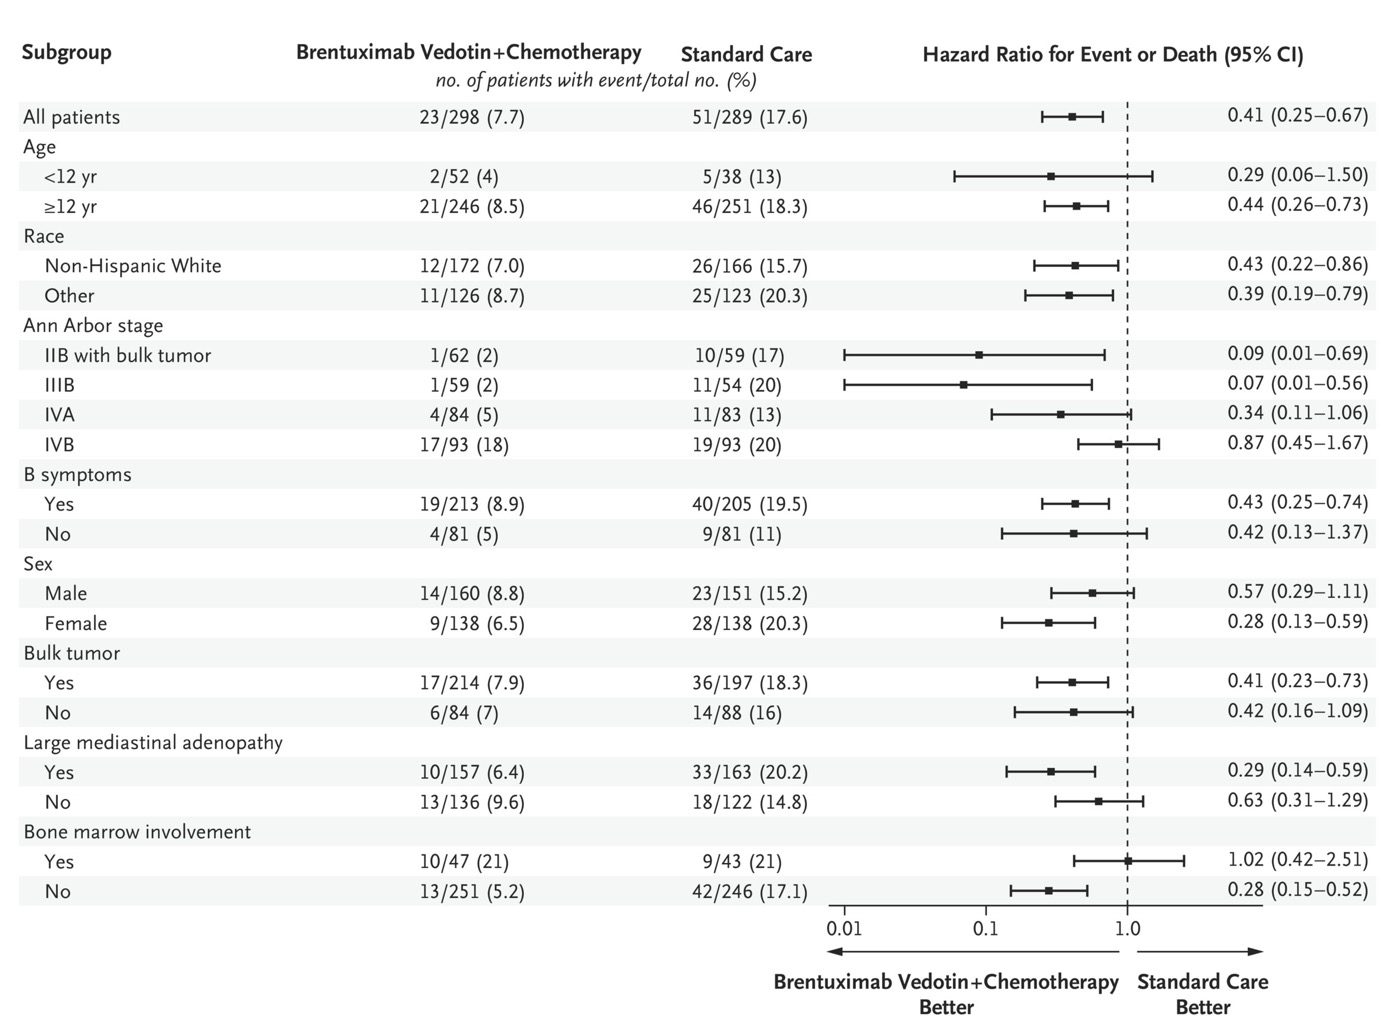 Subgroup Brentuximab Vedotin+Chemotherapy Standard Care Hazard Ratio for Event or Death (95% CI)
no. of patients with event/total no. (%)
All patients 23/298 (7.7) 51/289 (17.6) 0.41 (0.25–0.67)
Age
<12 yr 2/52 (4) 5/38 (13) 0.29 (0.06–1.50)
≥12 yr 21/246 (8.5) 46/251 (18.3) 0.44 (0.26–0.73)
Race
Non-Hispanic White 12/172 (7.0) 26/166 (15.7) 0.43 (0.22–0.86)
Other 11/126 (8.7) 25/123 (20.3) 0.39 (0.19–0.79)
Ann Arbor stage
IIB with bulk tumor 1/62 (2) 10/59 (17) 0.09 (0.01–0.69)
IIIB 1/59 (2) 11/54 (20) 0.07 (0.01–0.56)
IVA 4/84 (5) 11/83 (13) 0.34 (0.11–1.06)
IVB 17/93 (18) 19/93 (20) 0.87 (0.45–1.67)
B symptoms
Yes 19/213 (8.9) 40/205 (19.5) 0.43 (0.25–0.74)
No 4/81 (5) 9/81 (11) 0.42 (0.13–1.37)
Sex
Male 14/160 (8.8) 23/151 (15.2) 0.57 (0.29–1.11)
Female 9/138 (6.5) 28/138 (20.3) 0.28 (0.13–0.59)
Bulk tumor
Yes 17/214 (7.9) 36/197 (18.3) 0.41 (0.23–0.73)
No 6/84 (7) 14/88 (16) 0.42 (0.16–1.09)
Large mediastinal adenopathy
Yes 10/157 (6.4) 33/163 (20.2) 0.29 (0.14–0.59)
No 13/136 (9.6) 18/122 (14.8) 0.63 (0.31–1.29)
Bone marrow involvement
Yes 10/47 (21) 9/43 (21) 1.02 (0.42–2.51)
No 13/251 (5.2) 42/246 (17.1) 0.28 (0.15–0.52)
0.01 0.1 1.0
Brentuximab Vedotin+Chemotherapy Standard Care
Better Better